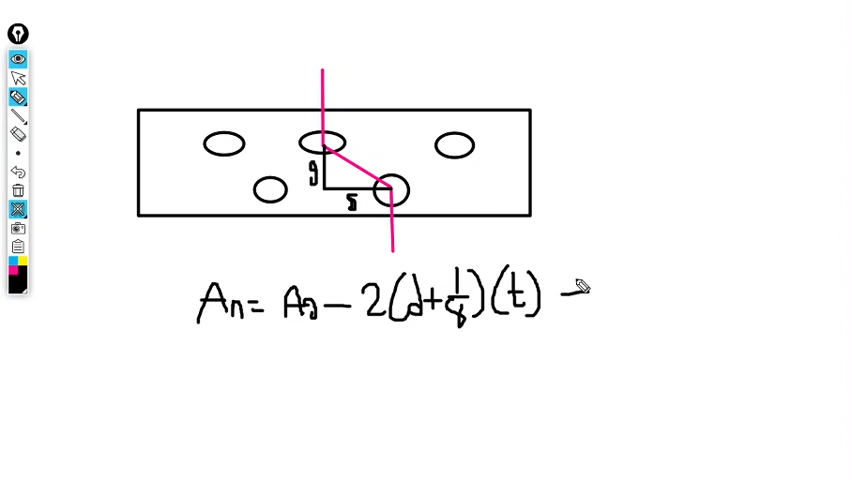 g
s
An = Ag - 2(d + 1/8)(t) -